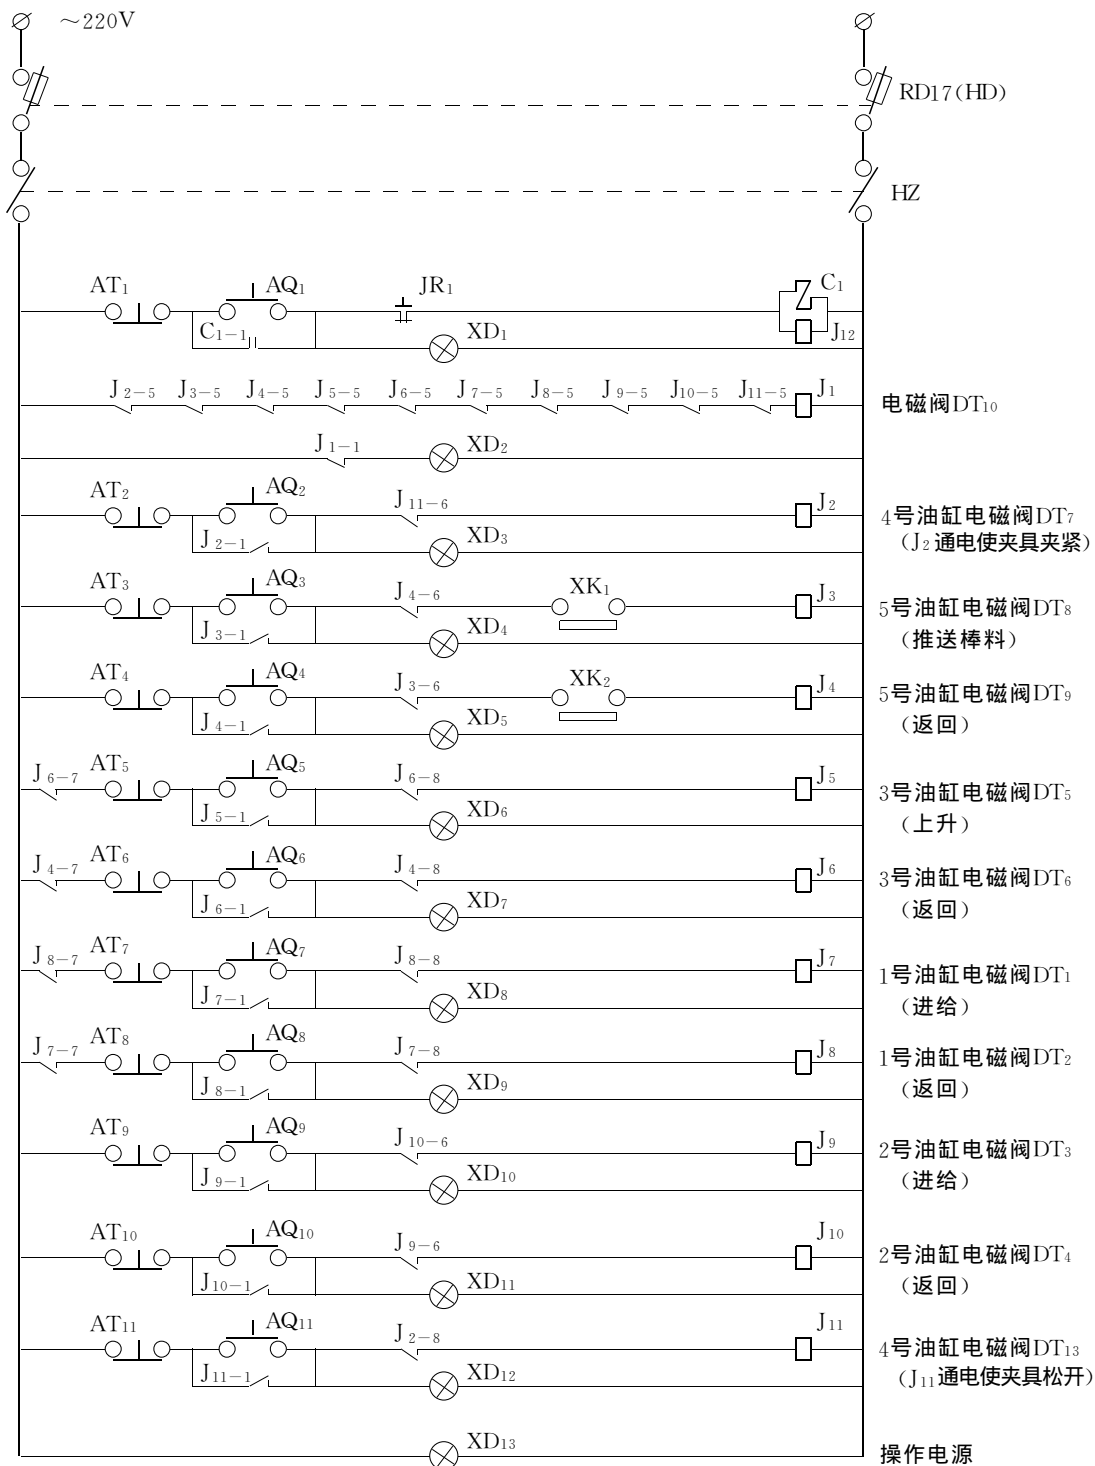 ～220V
RD17(HD)
HZ
AT1 AQ1 JR1 C1
C1－1 XD1 J12
J2－5 J3－5 J4－5 J5－5 J6－5 J7－5 J8－5 J9－5 J10－5 J11－5 J1 电磁阀DT10
J1－1 XD2
AT2 AQ2 J11－6 J2 4号油缸电磁阀DT7
J2－1 XD3 （J2通电使夹具夹紧）
AT3 AQ3 J4－6 XK1 J3 5号油缸电磁阀DT8
J3－1 XD4 （推送棒料）
AT4 AQ4 J3－6 XK2 J4 5号油缸电磁阀DT9
J4－1 XD5 （返回）
J6－7 AT5 AQ5 J6－8 J5 3号油缸电磁阀DT5
J5－1 XD6 （上升）
J4－7 AT6 AQ6 J4－8 J6 3号油缸电磁阀DT6
J6－1 XD7 （返回）
J8－7 AT7 AQ7 J8－8 J7 1号油缸电磁阀DT1
J7－1 XD8 （进给）
J7－7 AT8 AQ8 J7－8 J8 1号油缸电磁阀DT2
J8－1 XD9 （返回）
AT9 AQ9 J10－6 J9 2号油缸电磁阀DT3
J9－1 XD10 （进给）
AT10 AQ10 J9－6 J10 2号油缸电磁阀DT4
J10－1 XD11 （返回）
AT11 AQ11 J2－8 J11 4号油缸电磁阀DT13
J11－1 XD12 （J11通电使夹具松开）
XD13 操作电源